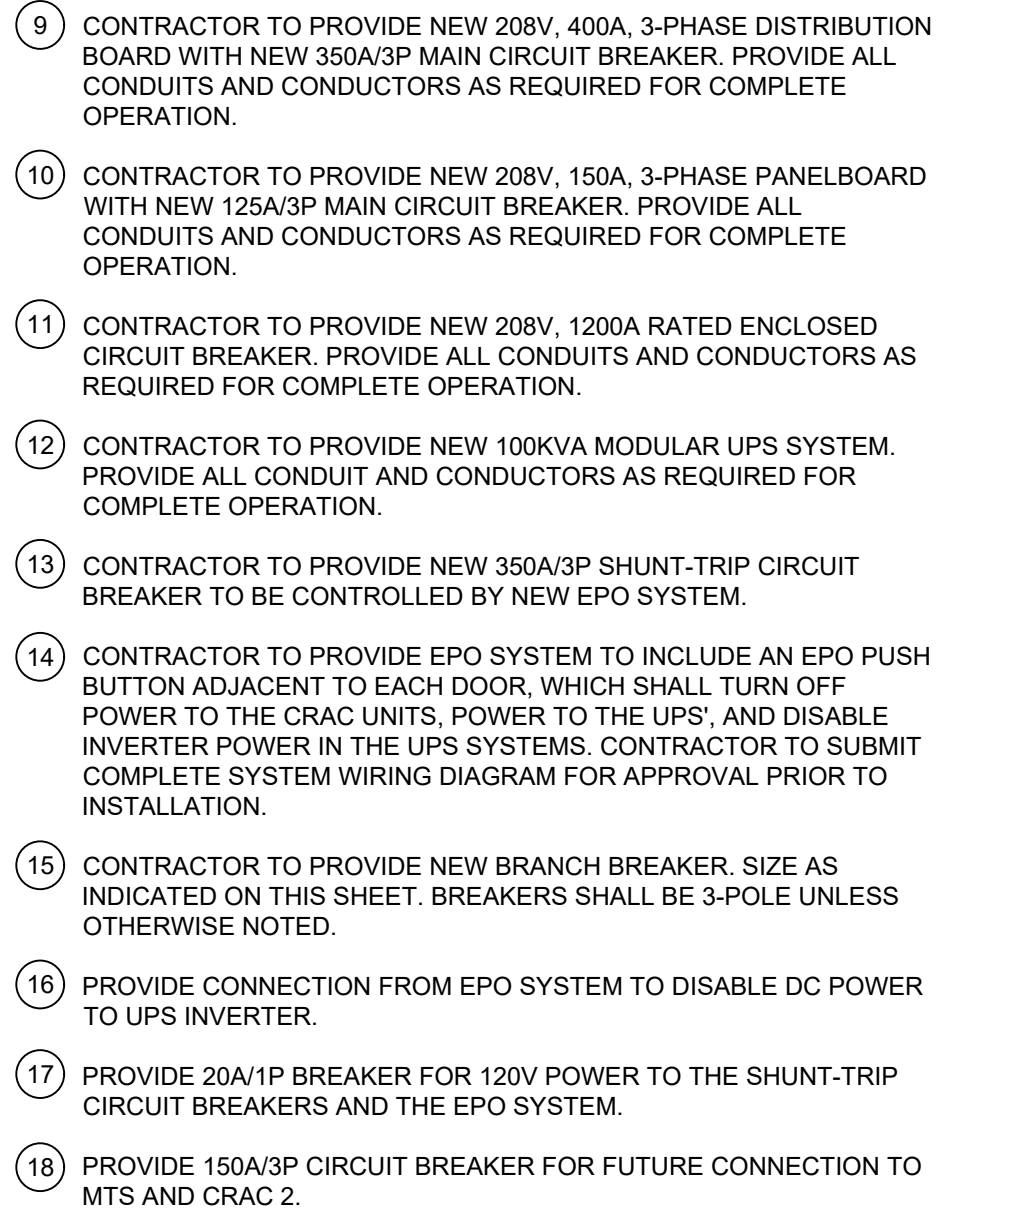 9 CONTRACTOR TO PROVIDE NEW 208V, 400A, 3-PHASE DISTRIBUTION
BOARD WITH NEW 350A/3P MAIN CIRCUIT BREAKER. PROVIDE ALL
CONDUITS AND CONDUCTORS AS REQUIRED FOR COMPLETE
OPERATION.
10 CONTRACTOR TO PROVIDE NEW 208V, 150A, 3-PHASE PANELBOARD
WITH NEW 125A/3P MAIN CIRCUIT BREAKER. PROVIDE ALL
CONDUITS AND CONDUCTORS AS REQUIRED FOR COMPLETE
OPERATION.
11 CONTRACTOR TO PROVIDE NEW 208V, 1200A RATED ENCLOSED
CIRCUIT BREAKER. PROVIDE ALL CONDUITS AND CONDUCTORS AS
REQUIRED FOR COMPLETE OPERATION.
12 CONTRACTOR TO PROVIDE NEW 100KVA MODULAR UPS SYSTEM.
PROVIDE ALL CONDUIT AND CONDUCTORS AS REQUIRED FOR
COMPLETE OPERATION.
13 CONTRACTOR TO PROVIDE NEW 350A/3P SHUNT-TRIP CIRCUIT
BREAKER TO BE CONTROLLED BY NEW EPO SYSTEM.
14 CONTRACTOR TO PROVIDE EPO SYSTEM TO INCLUDE AN EPO PUSH
BUTTON ADJACENT TO EACH DOOR, WHICH SHALL TURN OFF
POWER TO THE CRAC UNITS, POWER TO THE UPS', AND DISABLE
INVERTER POWER IN THE UPS SYSTEMS. CONTRACTOR TO SUBMIT
COMPLETE SYSTEM WIRING DIAGRAM FOR APPROVAL PRIOR TO
INSTALLATION.
15 CONTRACTOR TO PROVIDE NEW BRANCH BREAKER. SIZE AS
INDICATED ON THIS SHEET. BREAKERS SHALL BE 3-POLE UNLESS
OTHERWISE NOTED.
16 PROVIDE CONNECTION FROM EPO SYSTEM TO DISABLE DC POWER
TO UPS INVERTER.
17 PROVIDE 20A/1P BREAKER FOR 120V POWER TO THE SHUNT-TRIP
CIRCUIT BREAKERS AND THE EPO SYSTEM.
18 PROVIDE 150A/3P CIRCUIT BREAKER FOR FUTURE CONNECTION TO
MTS AND CRAC 2.